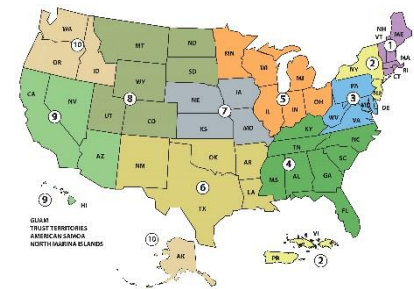 WA
MT
ND
MN
OR
ID
WY
SD
WI
MI
NH
VT
ME
1
MA
RI
CT
NY
2
10
CA
NV
UT
CO
8
9
NE
IA
KS
MO
7
5
IL
IN
OH
PA
3
DE
WV
VA
KY
AZ
NM
OK
AR
TX
LA
6
TN
NC
SC
4
MS
AL
GA
FL
9
HI
GUAM
TRUST TERRITORIES
AMERICAN SAMOA
NORTH MARINA ISLANDS
10
AK
VI
PR
2